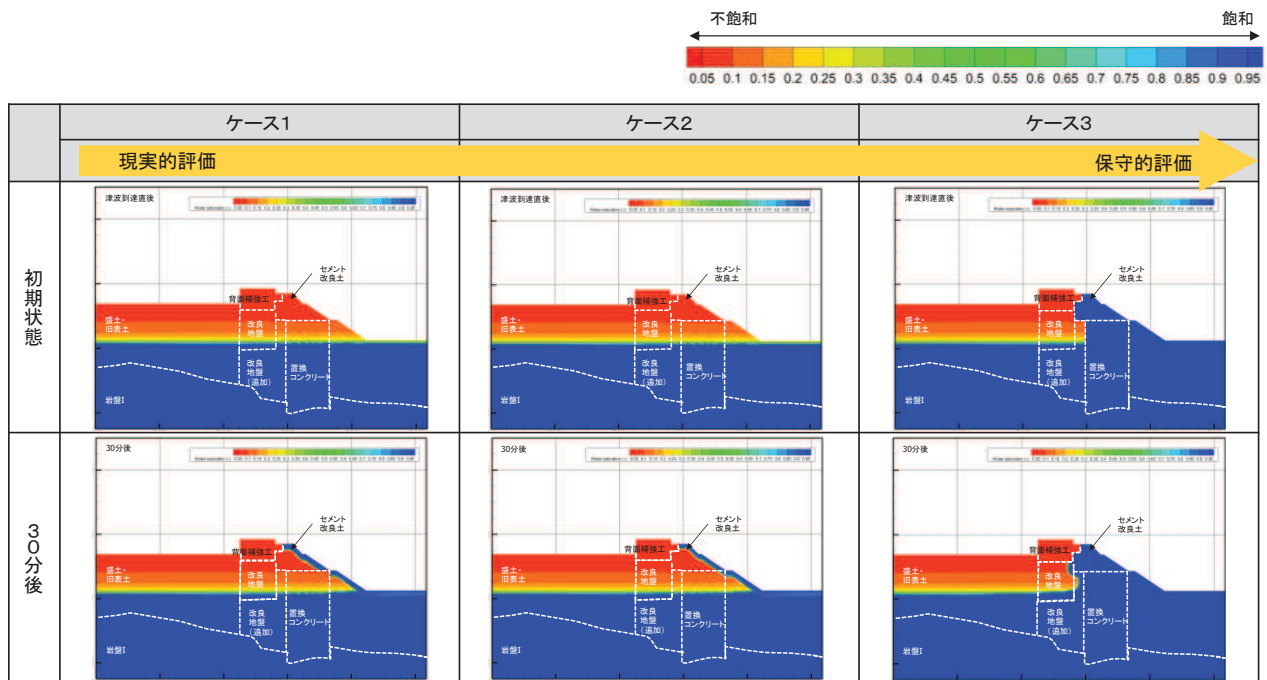 不飽和
飽和
0.05 0.1 0.15 0.2 0.25 0.3 0.35 0.4 0.45 0.5 0.55 0.6 0.65 0.7 0.75 0.8 0.85 0.9 0.95
ケース1
ケース2
ケース3
現実的評価
保守的評価
初期状態
津波到達直後
セメント
改良土
背面補強工
盛土・
旧表土
改良
地盤
改良
地盤
(追加)
置換
コンクリート
岩盤I
津波到達直後
セメント
改良土
背面補強工
盛土・
旧表土
改良
地盤
改良
地盤
(追加)
置換
コンクリート
岩盤I
津波到達直後
セメント
改良土
背面補強工
盛土・
旧表土
改良
地盤
改良
地盤
(追加)
置換
コンクリート
岩盤I
30分後
30分後
セメント
改良土
背面補強工
盛土・
旧表土
改良
地盤
改良
地盤
(追加)
置換
コンクリート
岩盤I
30分後
セメント
改良土
背面補強工
盛土・
旧表土
改良
地盤
改良
地盤
(追加)
置換
コンクリート
岩盤I
30分後
セメント
改良土
背面補強工
盛土・
旧表土
改良
地盤
改良
地盤
(追加)
置換
コンクリート
岩盤I